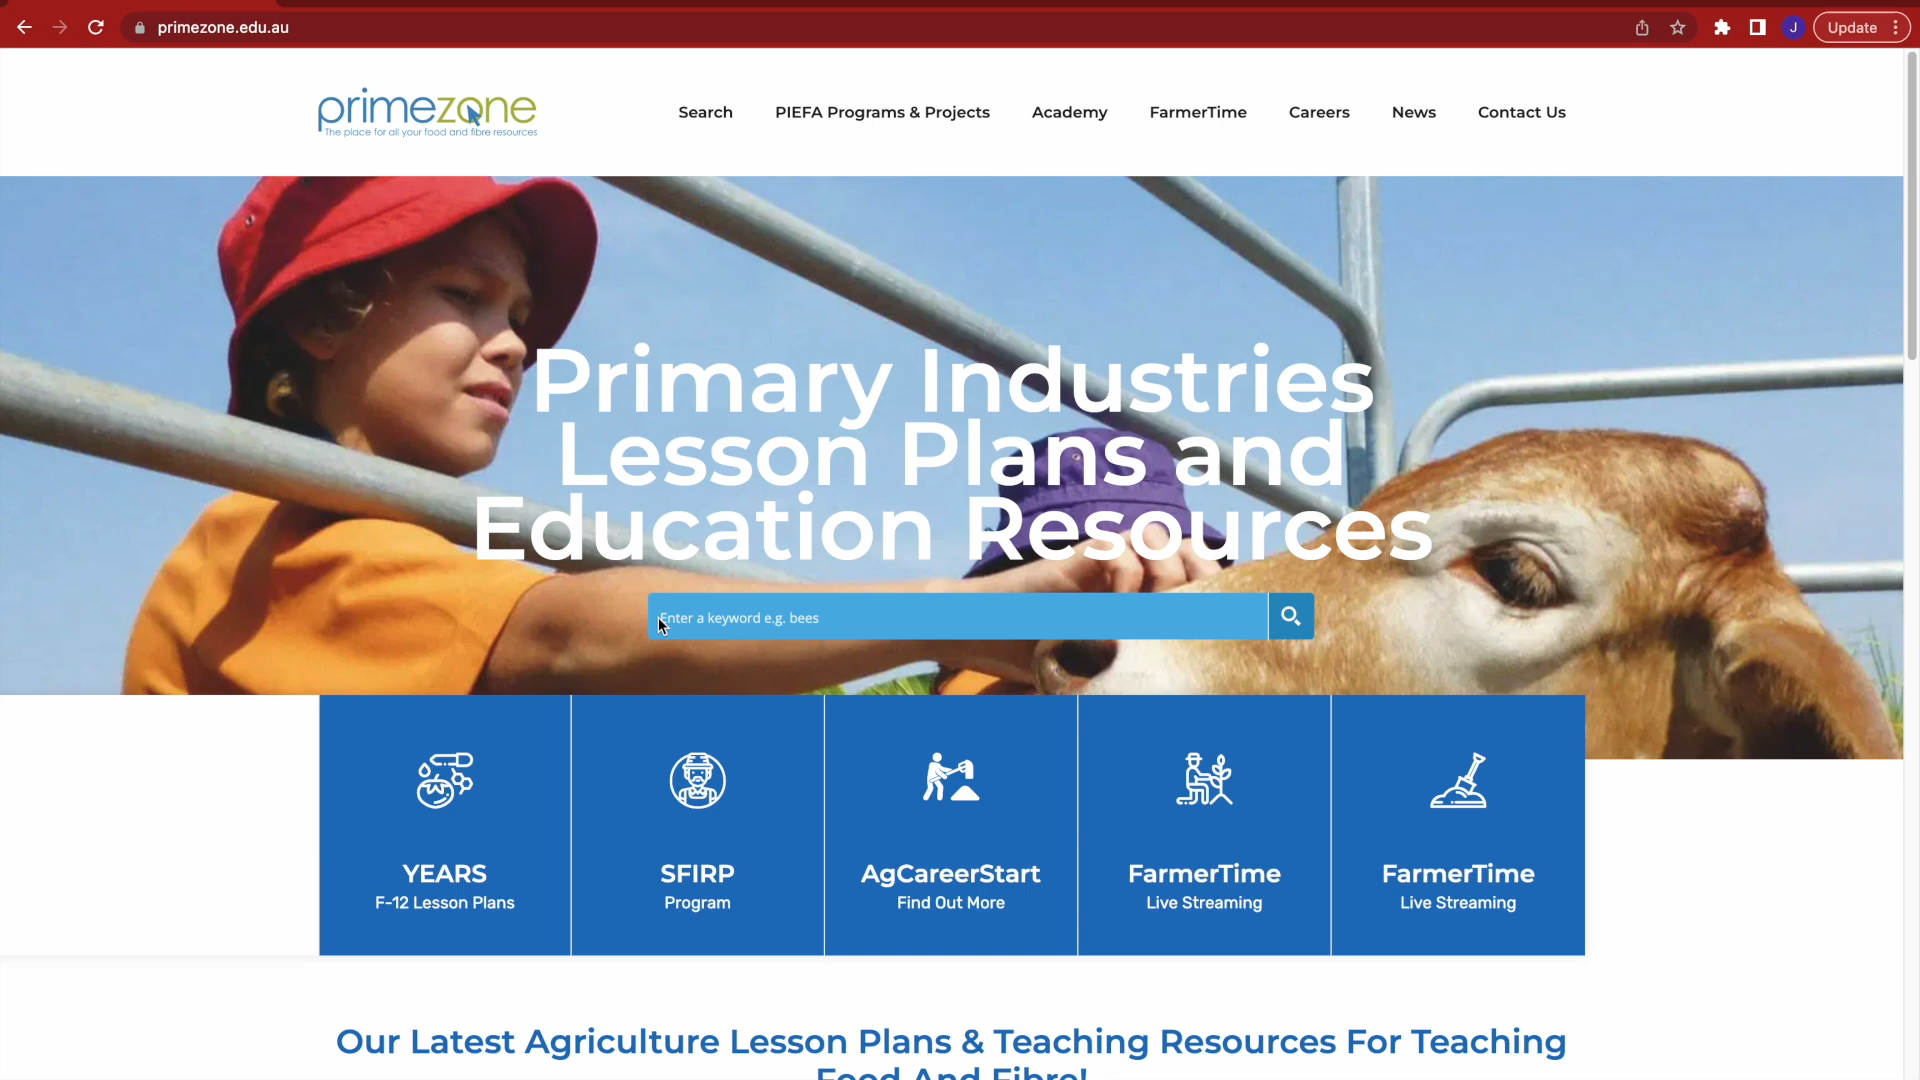 primezone.edu.au
J
Update
primezone
The place for all your food and fibre resources
Search
PIEFA Programs & Projects
Academy
FarmerTime
Careers
News
Contact Us
Primary Industries
Lesson Plans and
Education Resources
Enter a keyword e.g. bees
YEARS
F-12 Lesson Plans
SFIRP
Program
AgCareerStart
Find Out More
FarmerTime
Live Streaming
FarmerTime
Live Streaming
Our Latest Agriculture Lesson Plans & Teaching Resources For Teaching
Food And Fibre!